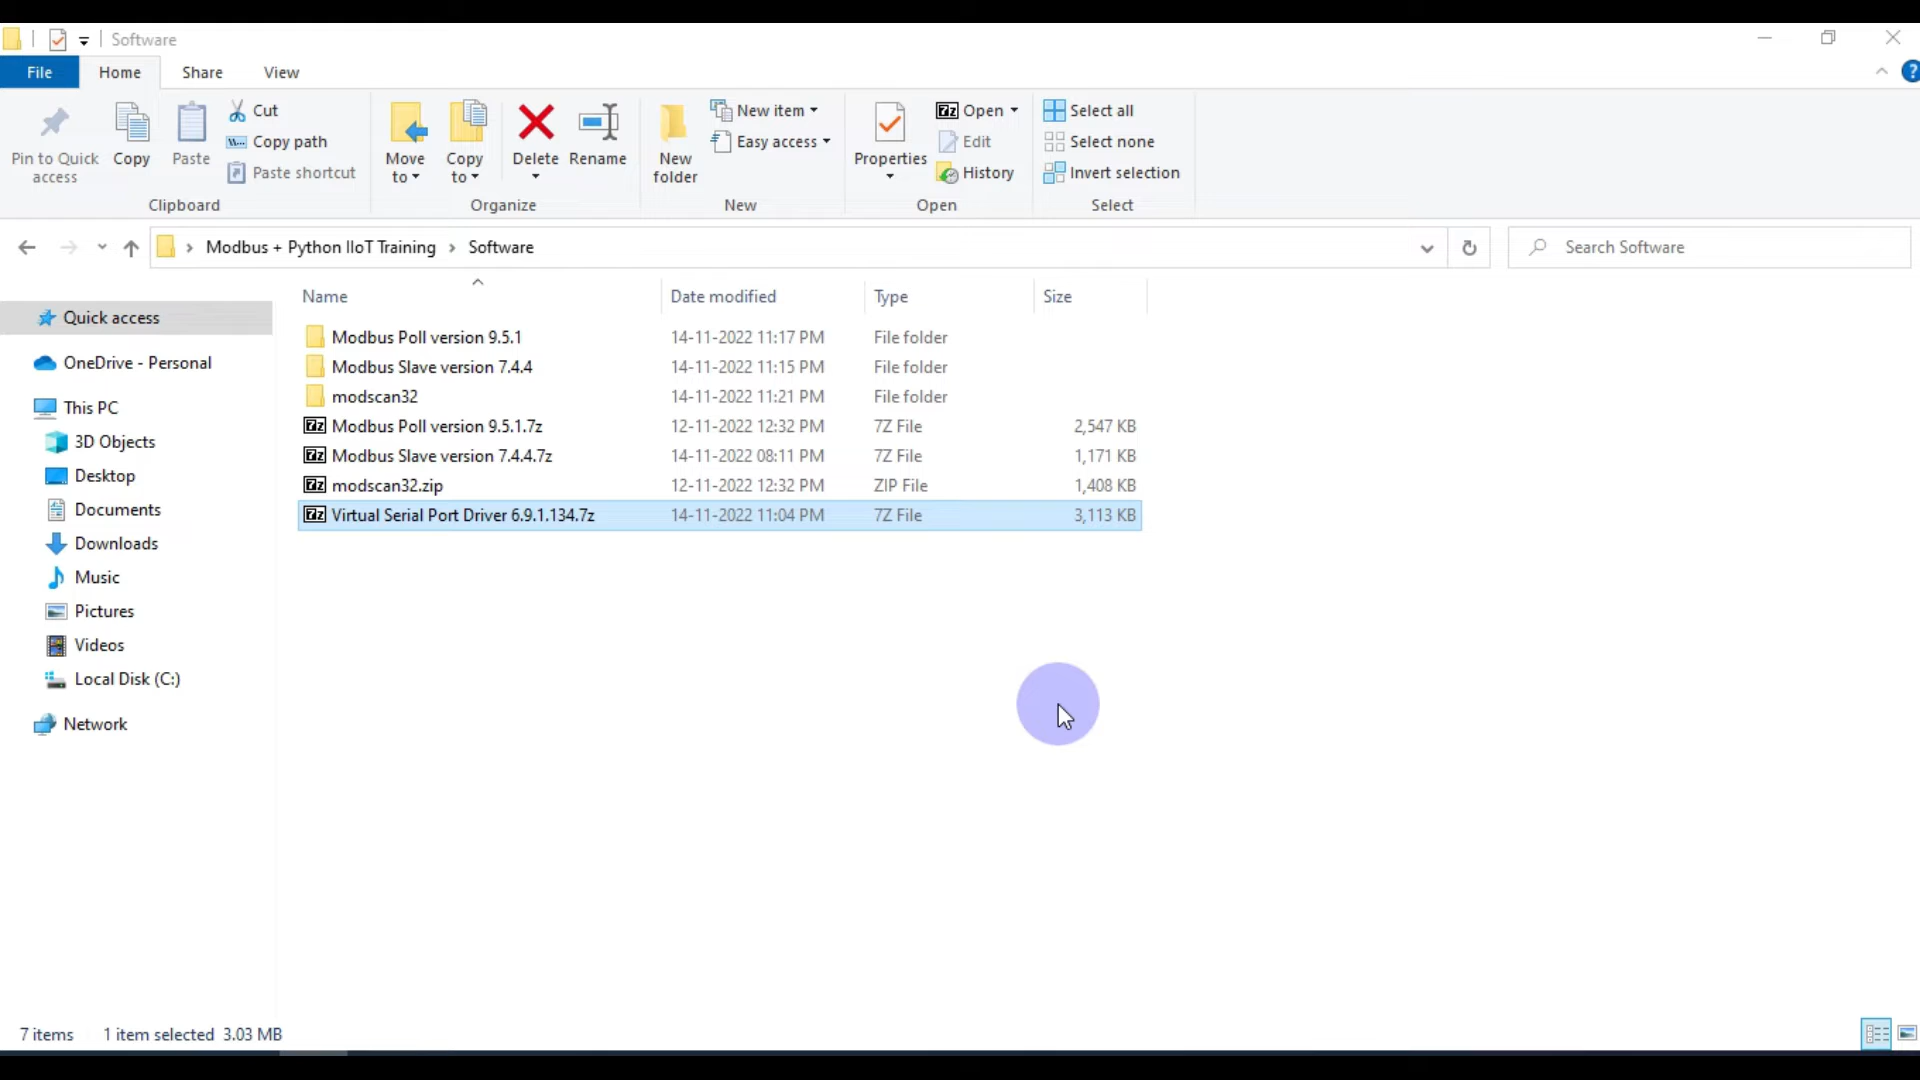 Software
File Home Share View
Pin to Quick access
Copy
Paste
Cut
Copy path
Paste shortcut
Clipboard
Move to
Copy to
Delete
Rename
Organize
New folder
New item
Easy access
New
Properties
Open
Edit
History
Open
Select all
Select none
Invert selection
Select
Modbus + Python IIoT Training > Software
Search Software
Name Date modified Type Size
Quick access
OneDrive - Personal
This PC
3D Objects
Desktop
Documents
Downloads
Music
Pictures
Videos
Local Disk (C:)
Network
Modbus Poll version 9.5.1 14-11-2022 11:17 PM File folder
Modbus Slave version 7.4.4 14-11-2022 11:15 PM File folder
modscan32 14-11-2022 11:21 PM File folder
Modbus Poll version 9.5.1.7z 12-11-2022 12:32 PM 7Z File 2,547 KB
Modbus Slave version 7.4.4.7z 14-11-2022 08:11 PM 7Z File 1,171 KB
modscan32.zip 12-11-2022 12:32 PM ZIP File 1,408 KB
Virtual Serial Port Driver 6.9.1.134.7z 14-11-2022 11:04 PM 7Z File 3,113 KB
7 items 1 item selected 3.03 MB